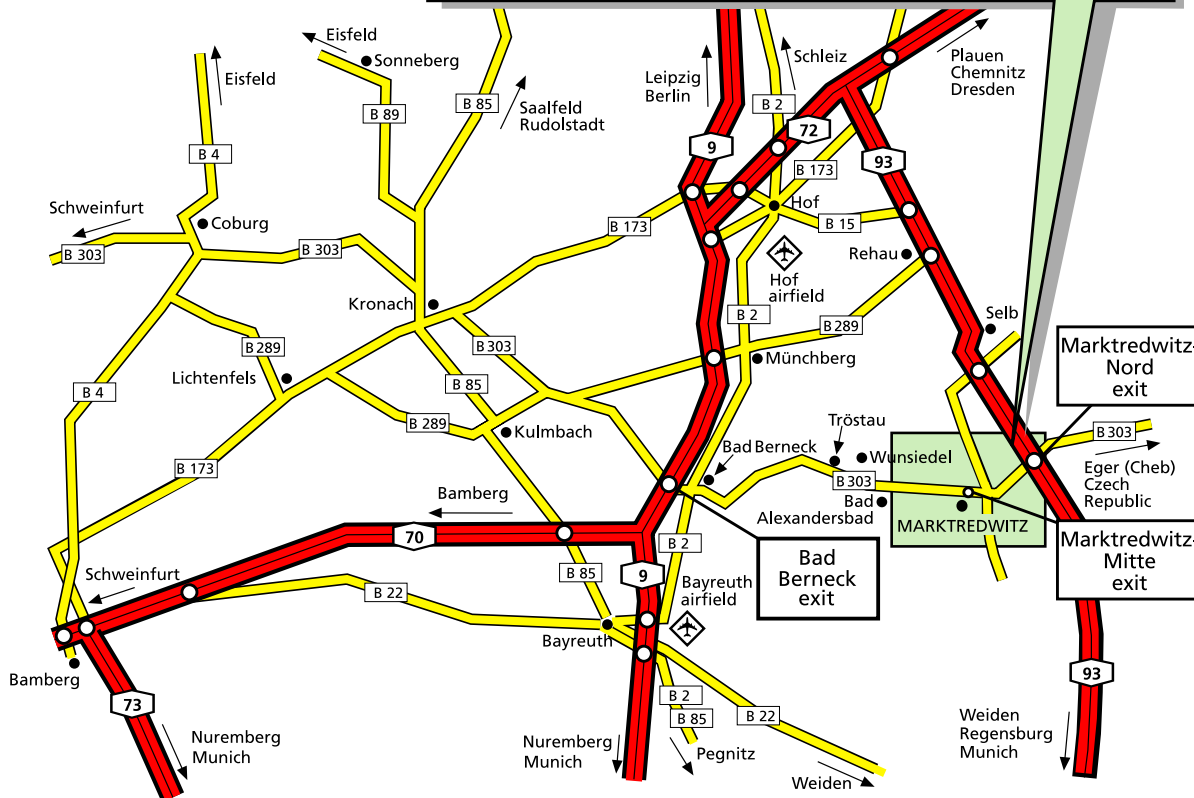 Eisfeld
Sonneberg
Eisfeld
B 89
B 85
Saalfeld
Rudolstadt
Leipzig
Berlin
Schleiz
B 2
Plauen
Chemnitz
Dresden
72
9
93
B 173
B 4
Schweinfurt
B 303
Coburg
B 303
B 173
Hof
B 15
Rehau
Hof
airfield
Kronach
B 2
B 289
Selb
B 289
B 303
Münchberg
Lichtenfels
B 85
B 4
B 289
Kulmbach
Marktredwitz-
Nord
exit
Tröstau
Bad Berneck
Wunsiedel
B 303
B 303
B 173
Bamberg
Bad
Alexandersbad
MARKTREDWITZ
Eger (Cheb)
Czech
Republic
70
Bad
Berneck
exit
Marktredwitz-
Mitte
exit
B 2
Schweinfurt
B 22
B 85
9
Bayreuth
airfield
Bayreuth
Bamberg
73
B 2
B 85
B 22
93
Nuremberg
Munich
Nuremberg
Munich
Pegnitz
Weiden
Weiden
Regensburg
Munich